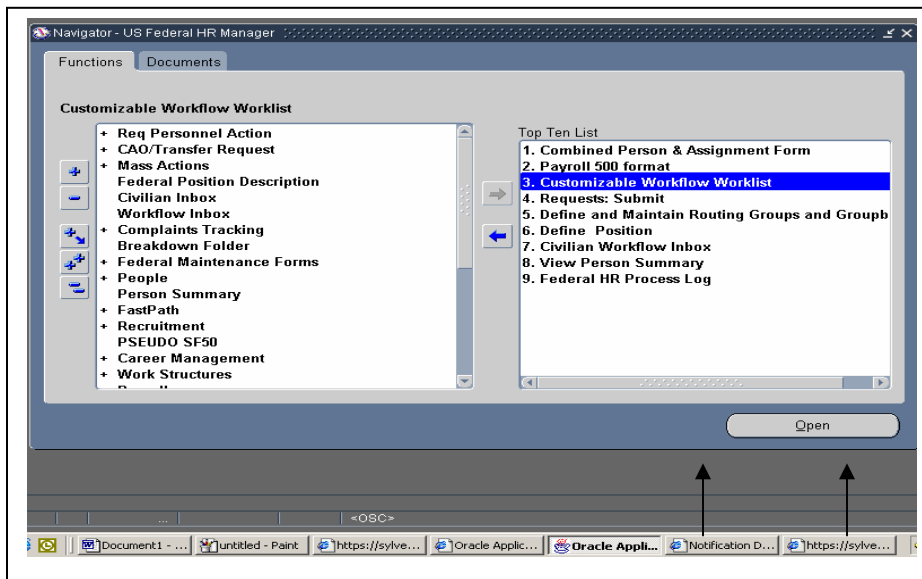 Navigator - US Federal HR Manager
Functions Documents
Customizable Workflow Worklist
+ Req Personnel Action
+ CAO/Transfer Request
+ Mass Actions
Federal Position Description
Civilian Inbox
Workflow Inbox
+ Complaints Tracking
Breakdown Folder
+ Federal Maintenance Forms
+ People
Person Summary
+ FastPath
+ Recruitment
PSEUDO SF50
+ Career Management
+ Work Structures
Top Ten List
1. Combined Person & Assignment Form
2. Payroll 500 format
3. Customizable Workflow Worklist
4. Requests: Submit
5. Define and Maintain Routing Groups and Groupb
6. Define Position
7. Civilian Workflow Inbox
8. View Person Summary
9. Federal HR Process Log
Open
... <OSC>
Document1 - ... untitled - Paint https://sylve... Oracle Applic... Oracle Appli... Notification D... https://sylve...